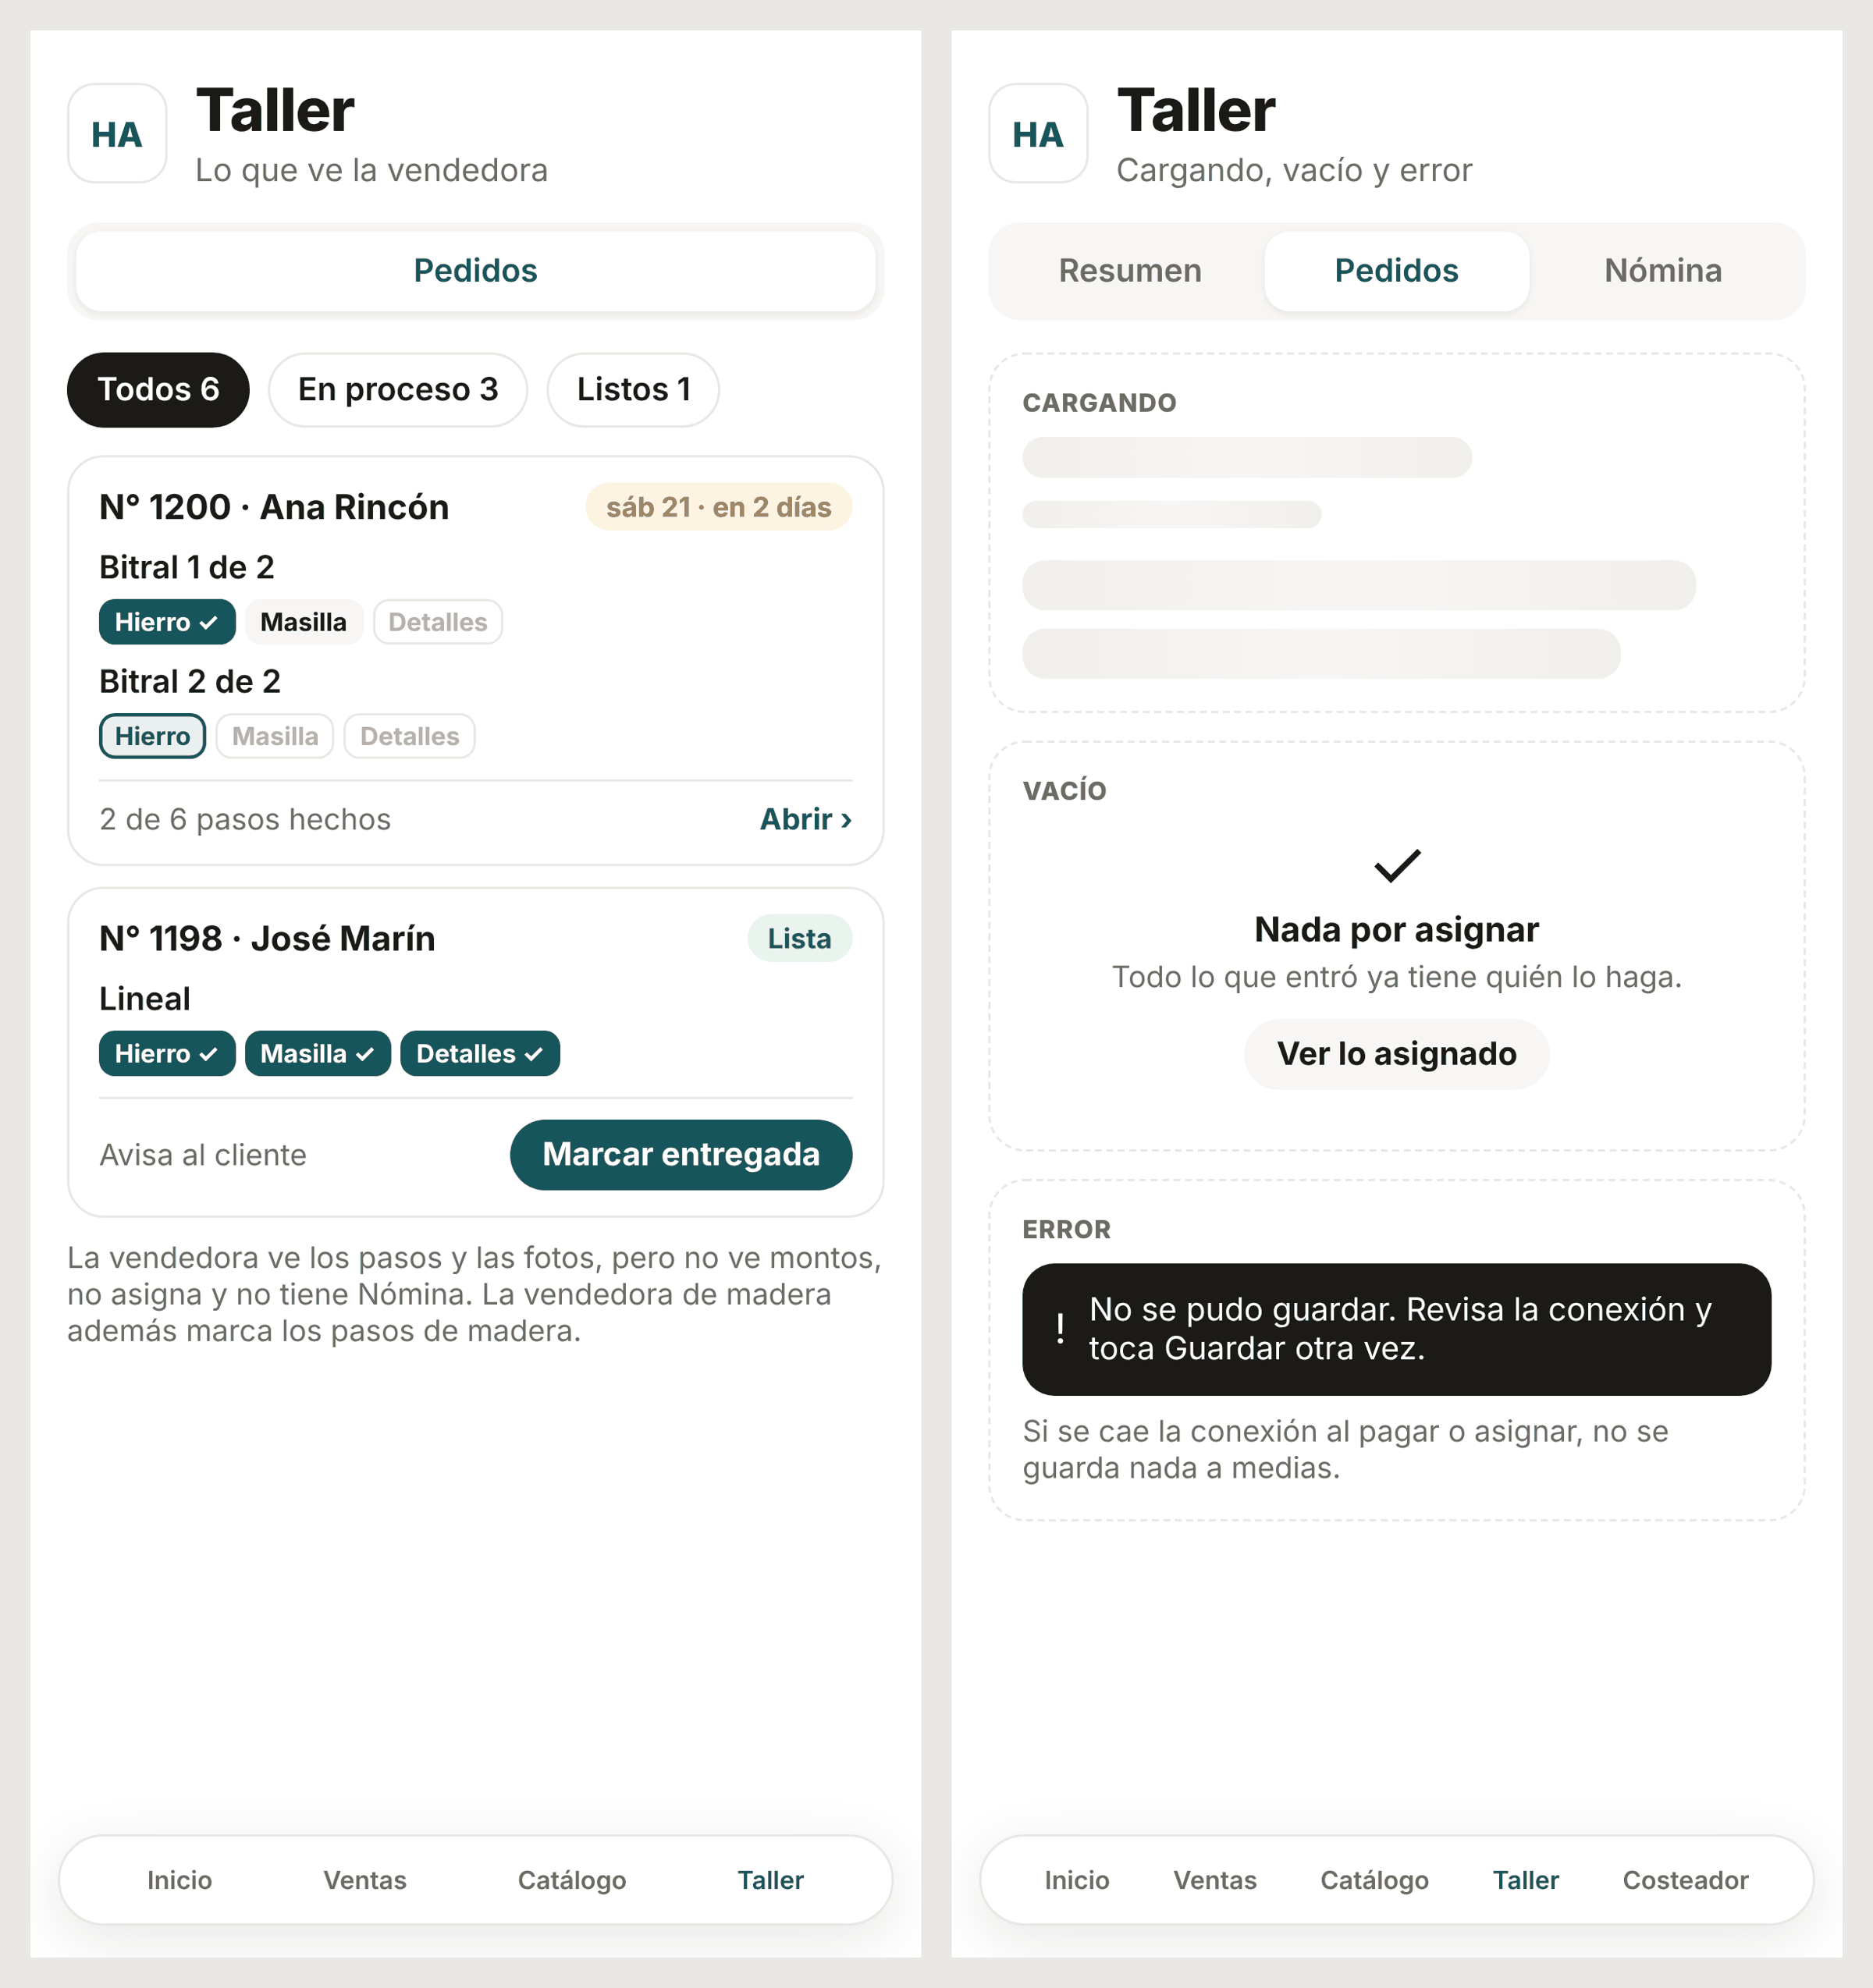 HA
Taller
Lo que ve la vendedora
Pedidos
Todos 6
En proceso 3
Listos 1
N° 1200 · Ana Rincón
sáb 21 · en 2 días
Bitral 1 de 2
Hierro ✓
Masilla
Detalles
Bitral 2 de 2
Hierro
Masilla
Detalles
2 de 6 pasos hechos
Abrir ›
N° 1198 · José Marín
Lista
Lineal
Hierro ✓
Masilla ✓
Detalles ✓
Avisa al cliente
Marcar entregada
La vendedora ve los pasos y las fotos, pero no ve montos,
no asigna y no tiene Nómina. La vendedora de madera
además marca los pasos de madera.
Inicio
Ventas
Catálogo
Taller
HA
Taller
Cargando, vacío y error
Resumen
Pedidos
Nómina
CARGANDO
VACÍO
✓
Nada por asignar
Todo lo que entró ya tiene quién lo haga.
Ver lo asignado
ERROR
! No se pudo guardar. Revisa la conexión y
toca Guardar otra vez.
Si se cae la conexión al pagar o asignar, no se
guarda nada a medias.
Inicio
Ventas
Catálogo
Taller
Costeador